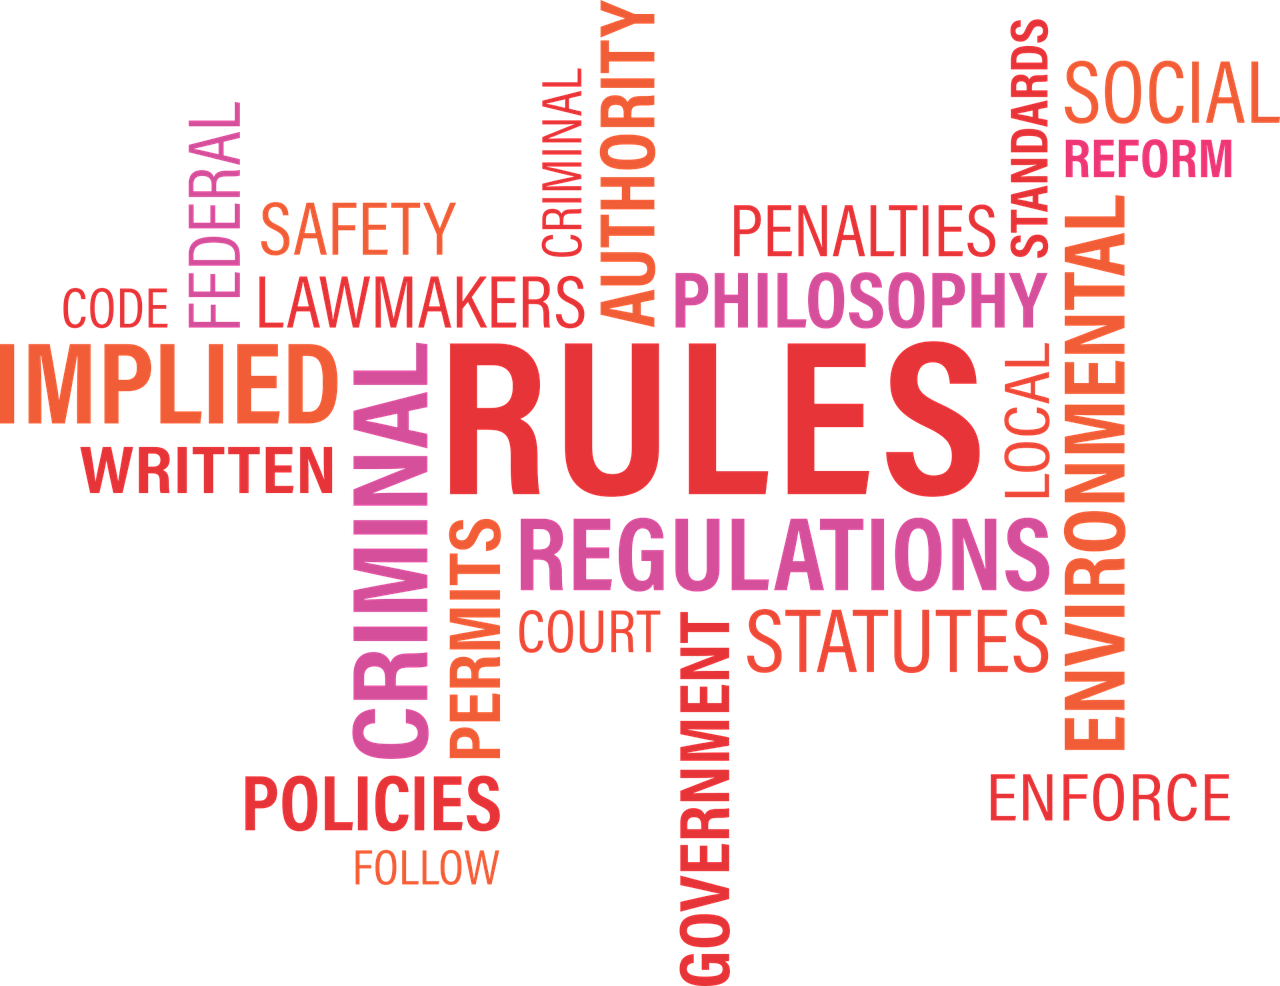 FEDERAL
CRIMINAL
AUTHORITY
STANDARDS
SOCIAL
REFORM
SAFETY
PENALTIES
CODE
LAWMAKERS
PHILOSOPHY
ENVIRONMENTAL
IMPLIED
CRIMINAL
RULES
LOCAL
WRITTEN
PERMITS
REGULATIONS
COURT
GOVERNMENT
STATUTES
POLICIES
ENFORCE
FOLLOW